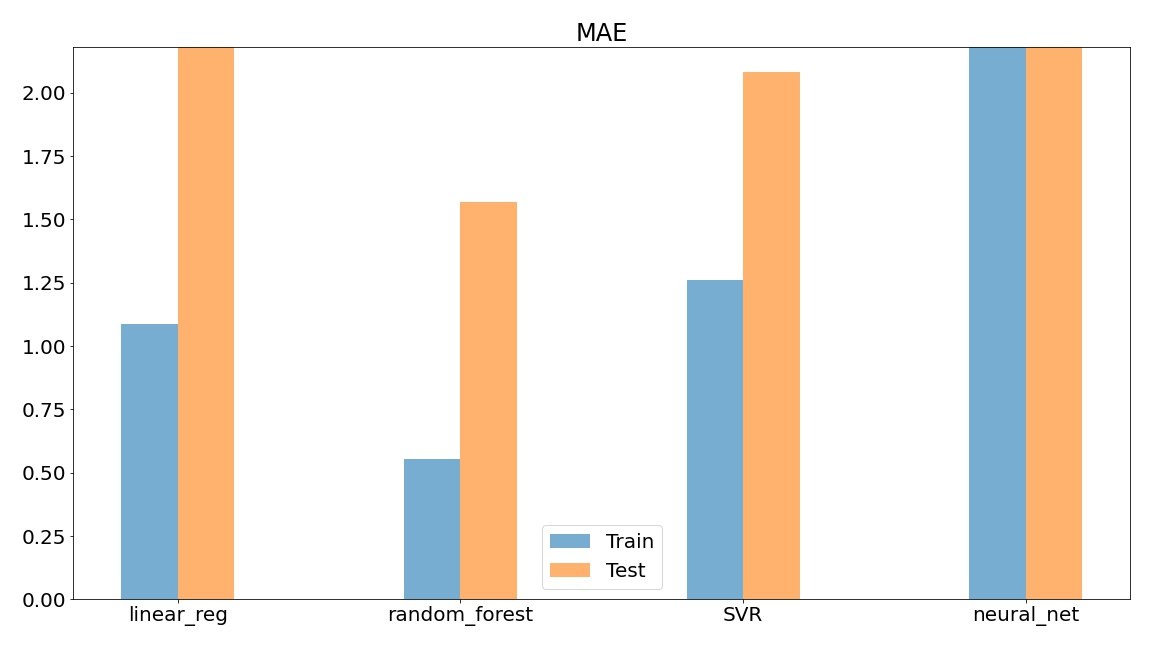 MAE
2.00
1.75
1.50
1.25
1.00
0.75
0.50
0.25
0.00
Train
Test
linear_reg
random_forest
SVR
neural_net